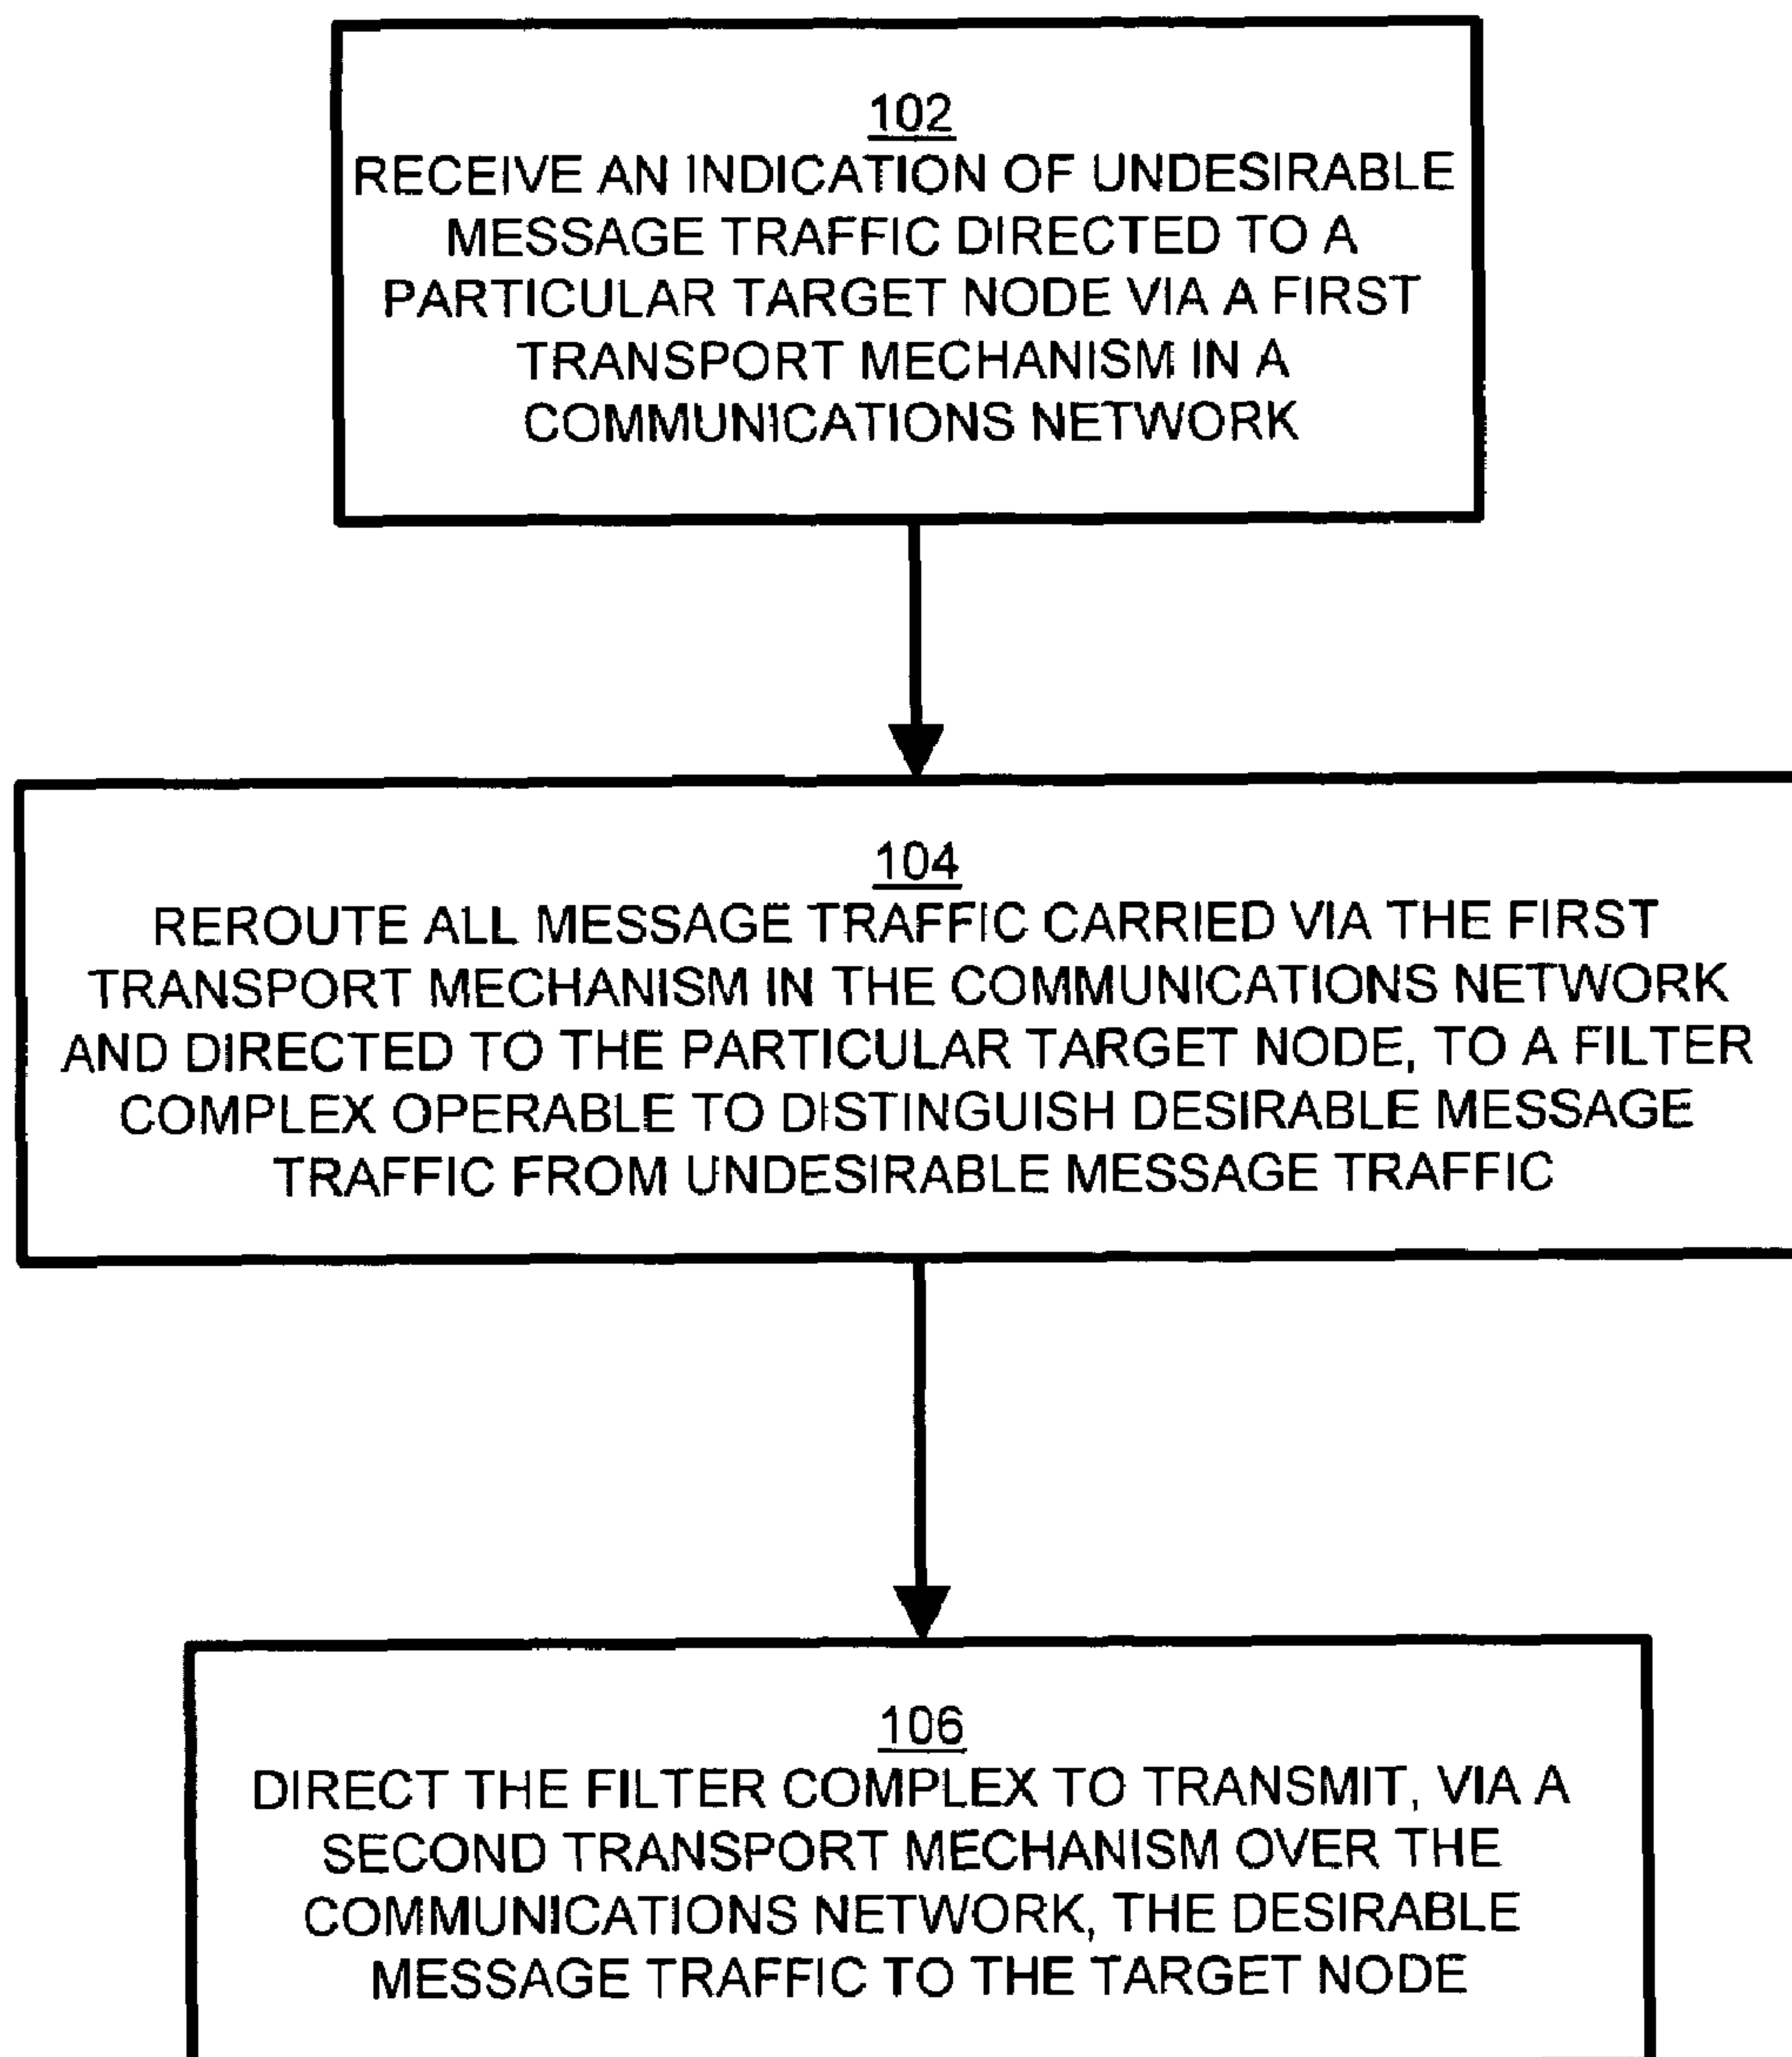 102
RECEIVE AN INDICATION OF UNDESIRABLE
MESSAGE TRAFFIC DIRECTED TO A
PARTICULAR TARGET NODE VIA A FIRST
TRANSPORT MECHANISM IN A
COMMUNICATIONS NETWORK
104
REROUTE ALL MESSAGE TRAFFIC CARRIED VIA THE FIRST
TRANSPORT MECHANISM IN THE COMMUNICATIONS NETWORK
AND DIRECTED TO THE PARTICULAR TARGET NODE, TO A FILTER
COMPLEX OPERABLE TO DISTINGUISH DESIRABLE MESSAGE
TRAFFIC FROM UNDESIRABLE MESSAGE TRAFFIC
106
DIRECT THE FILTER COMPLEX TO TRANSMIT, VIA A
SECOND TRANSPORT MECHANISM OVER THE
COMMUNICATIONS NETWORK, THE DESIRABLE
MESSAGE TRAFFIC TO THE TARGET NODE